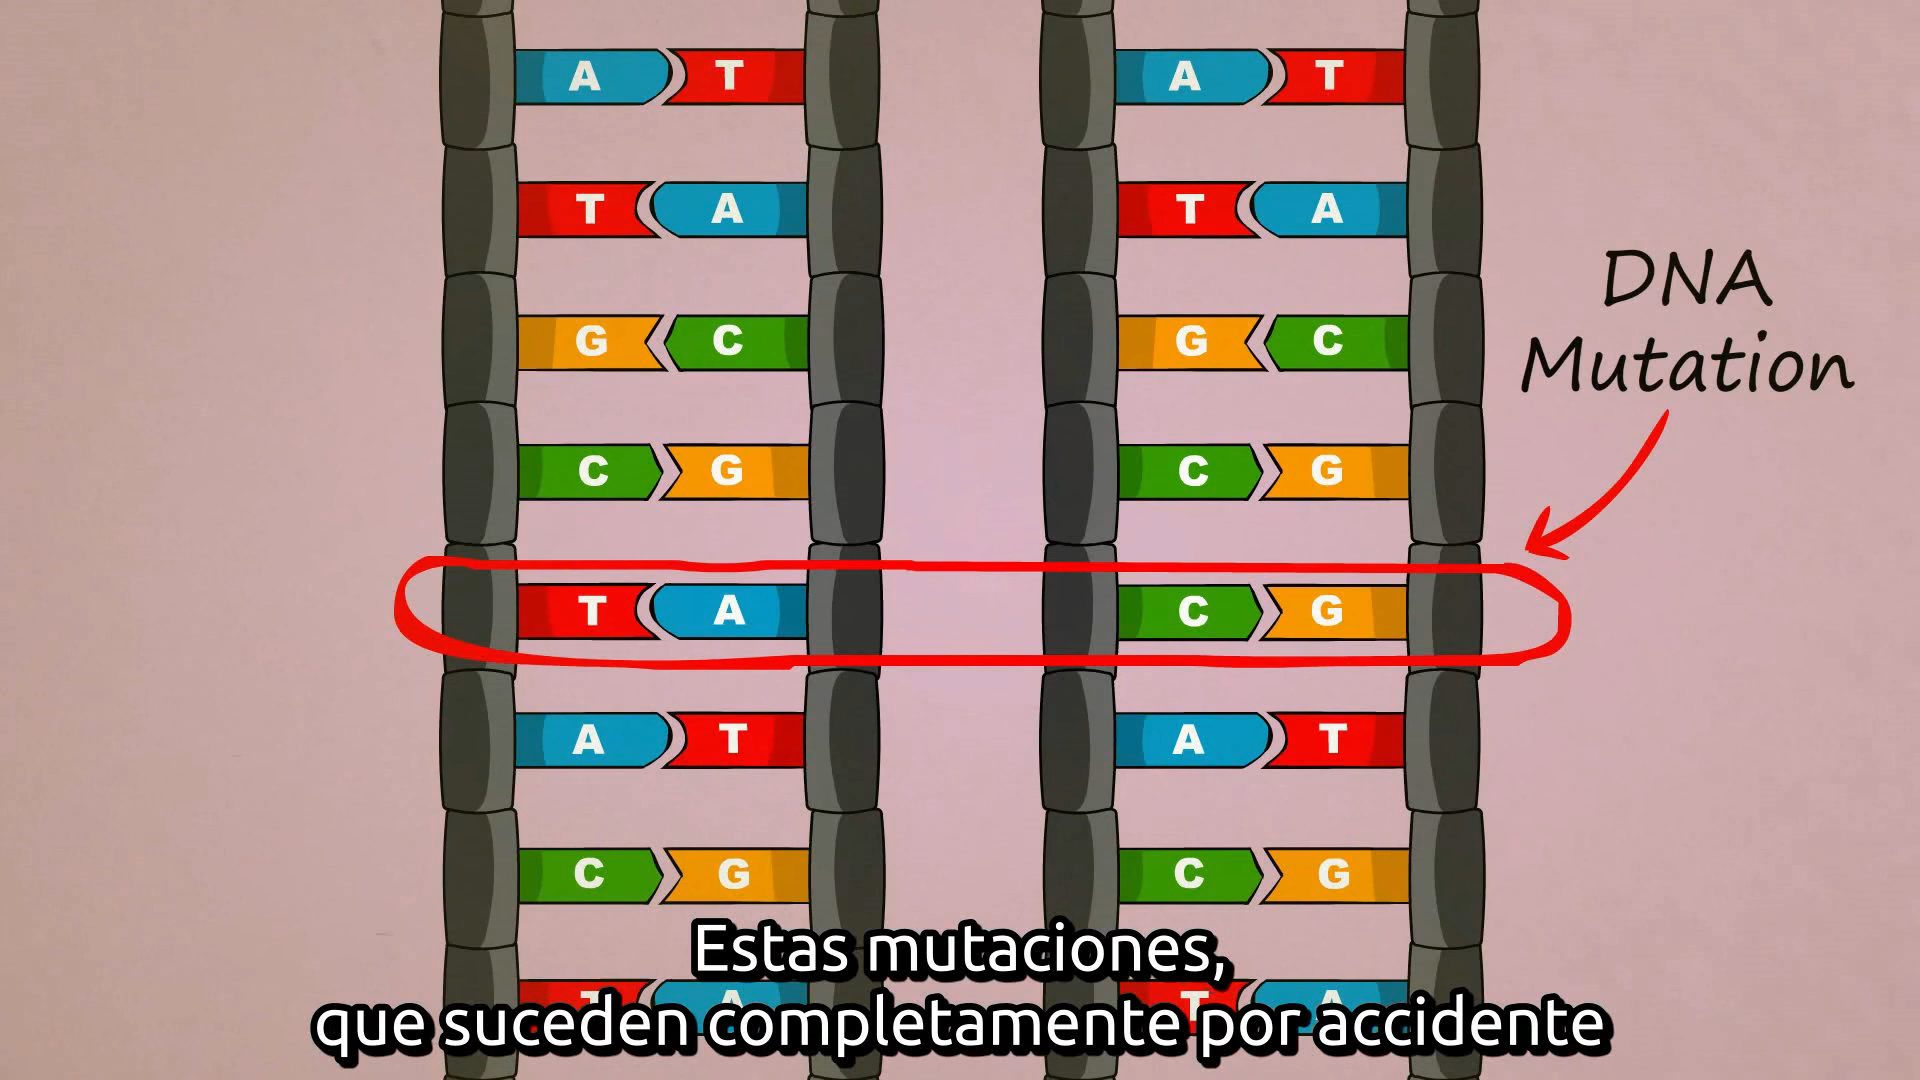 A T A T
T A T A
G C G C
C G C G
T A C G
A T A T
C G C G
T A T A
DNA
Mutation
Estas mutaciones,
que suceden completamente por accidente